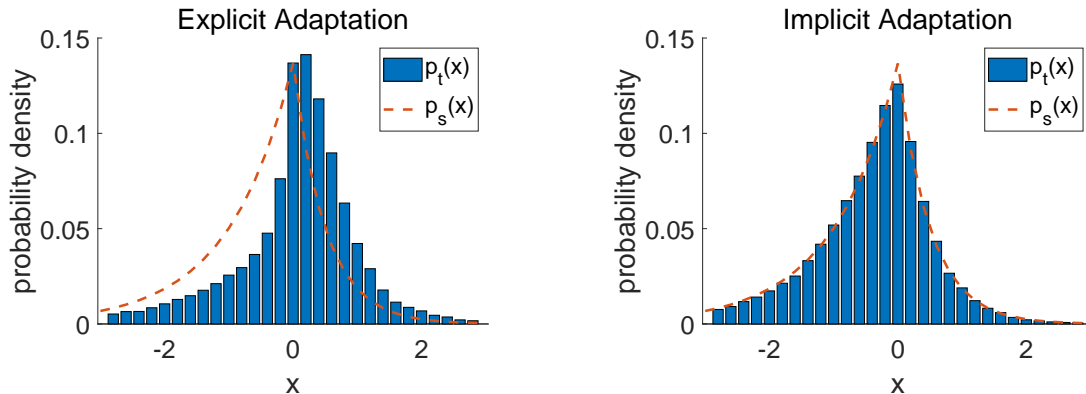 Explicit Adaptation
0.15
0.1
0.05
0
probability density
-2
0
2
x
p_t(x)
p_s(x)
Implicit Adaptation
0.15
0.1
0.05
0
probability density
-2
0
2
x
p_t(x)
p_s(x)